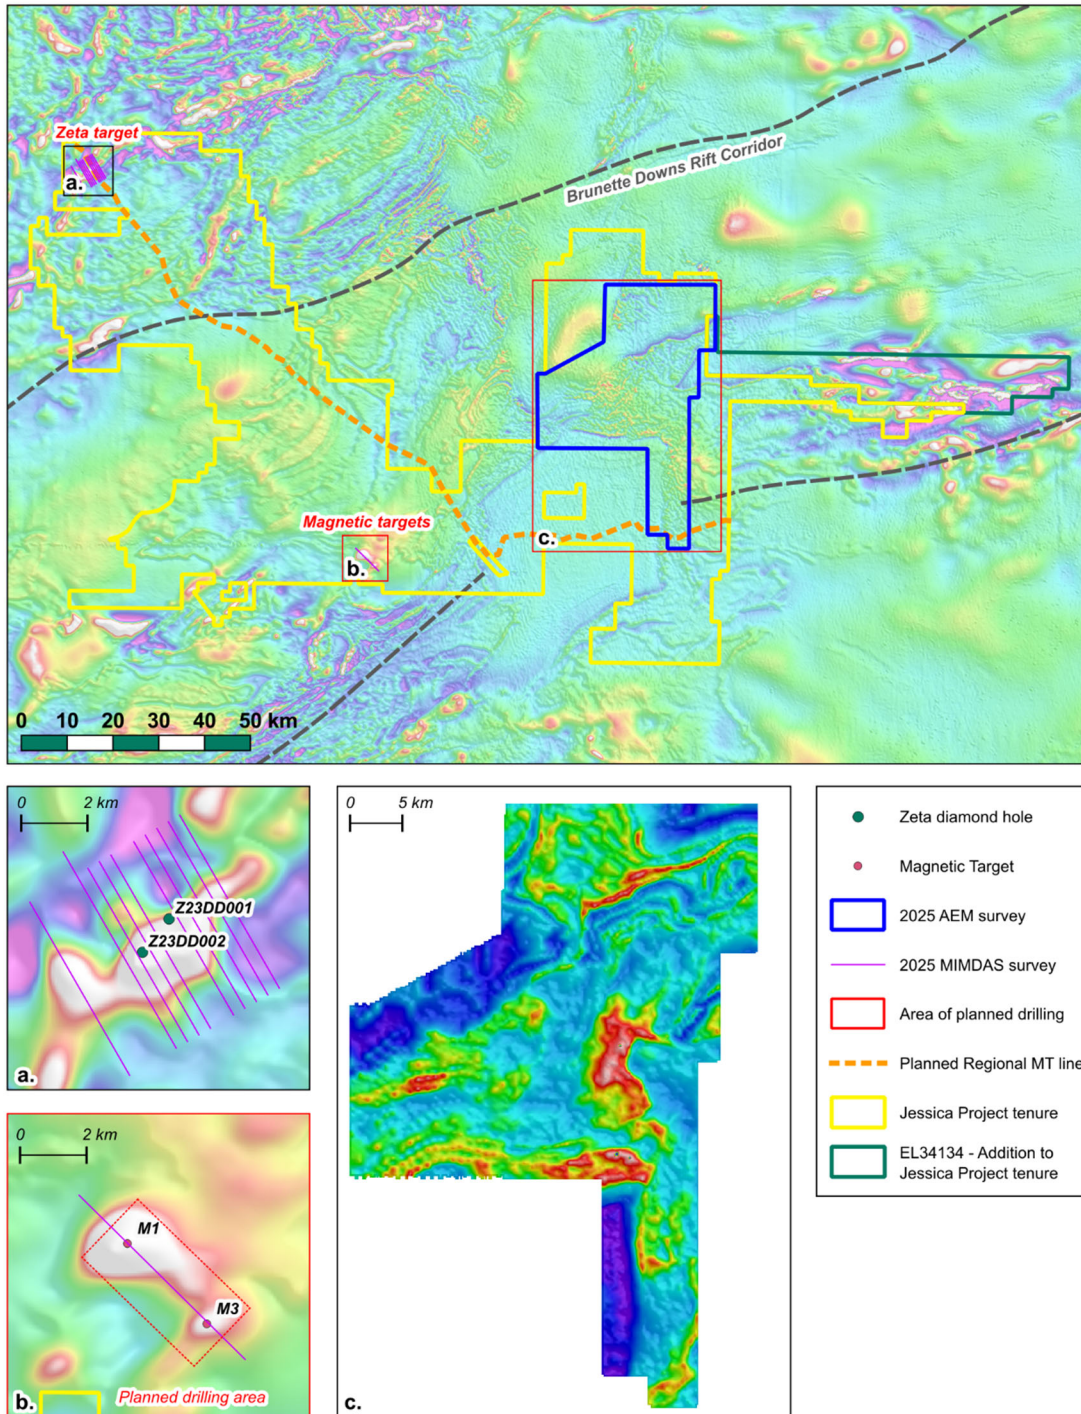 Zeta target
a.
Brunette Downs Rift Corridor
Magnetic targets
b.
c.
0 10 20 30 40 50 km
0 2 km
Z23DD001
Z23DD002
a.
0 2 km
M1
M3
Planned drilling area
b.
0 5 km
c.
Zeta diamond hole
Magnetic Target
2025 AEM survey
2025 MIMDAS survey
Area of planned drilling
Planned Regional MT line
Jessica Project tenure
EL34134 - Addition to
Jessica Project tenure